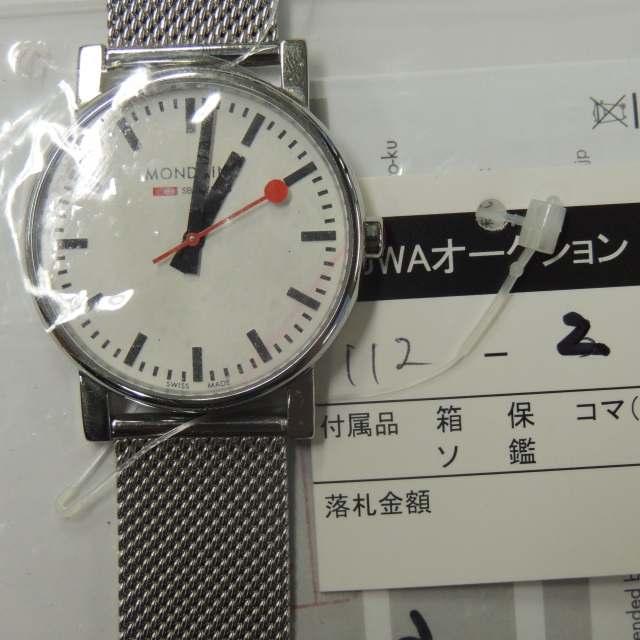 MONDAINE
SBB
SWISS MADE
WAオークション
112 - 2
付属品 箱 保 コマ(
ソ 鑑
落札金額